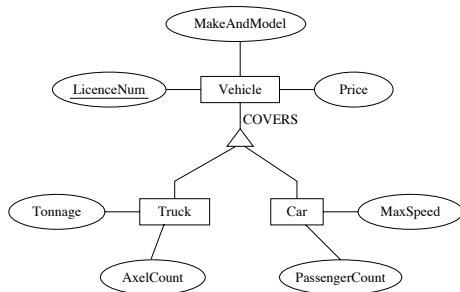 MakeAndModel
LicenceNum Vehicle Price
COVERS
Tonnage Truck Car MaxSpeed
AxelCount PassengerCount